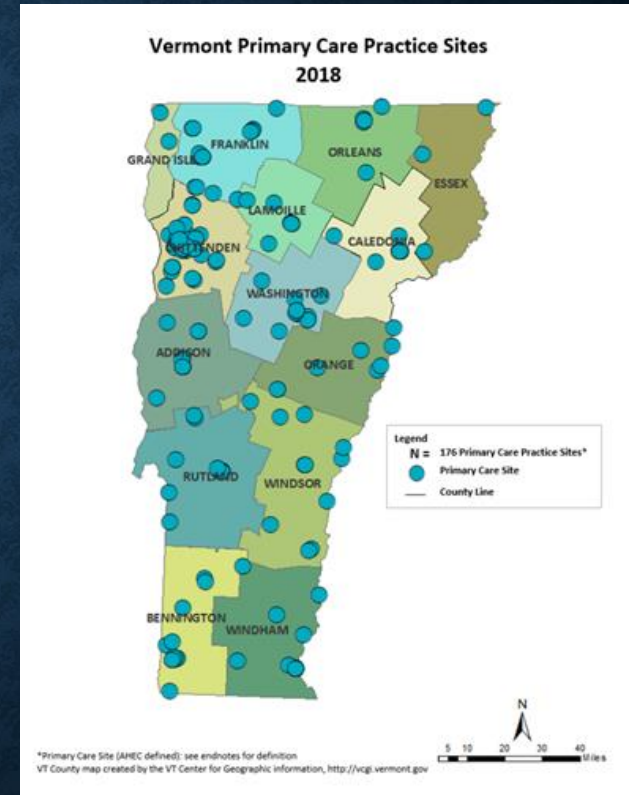 Vermont Primary Care Practice Sites
2018
FRANKLIN
ORLEANS
GRAND ISLE
ESSEX
LAMOILLE
CHITTENDEN
CALEDONIA
WASHINGTON
ADDISON
ORANGE
Legend
N = 176 Primary Care Practice Sites*
Primary Care Site
County Line
RUTLAND
WINDSOR
BENNINGTON
WINDHAM
N
5 10 20 30 40
Miles
*Primary Care Site (AHEC defined): see endnotes for definition
VT County map created by the VT Center for Geographic information, http://vcgi.vermont.gov